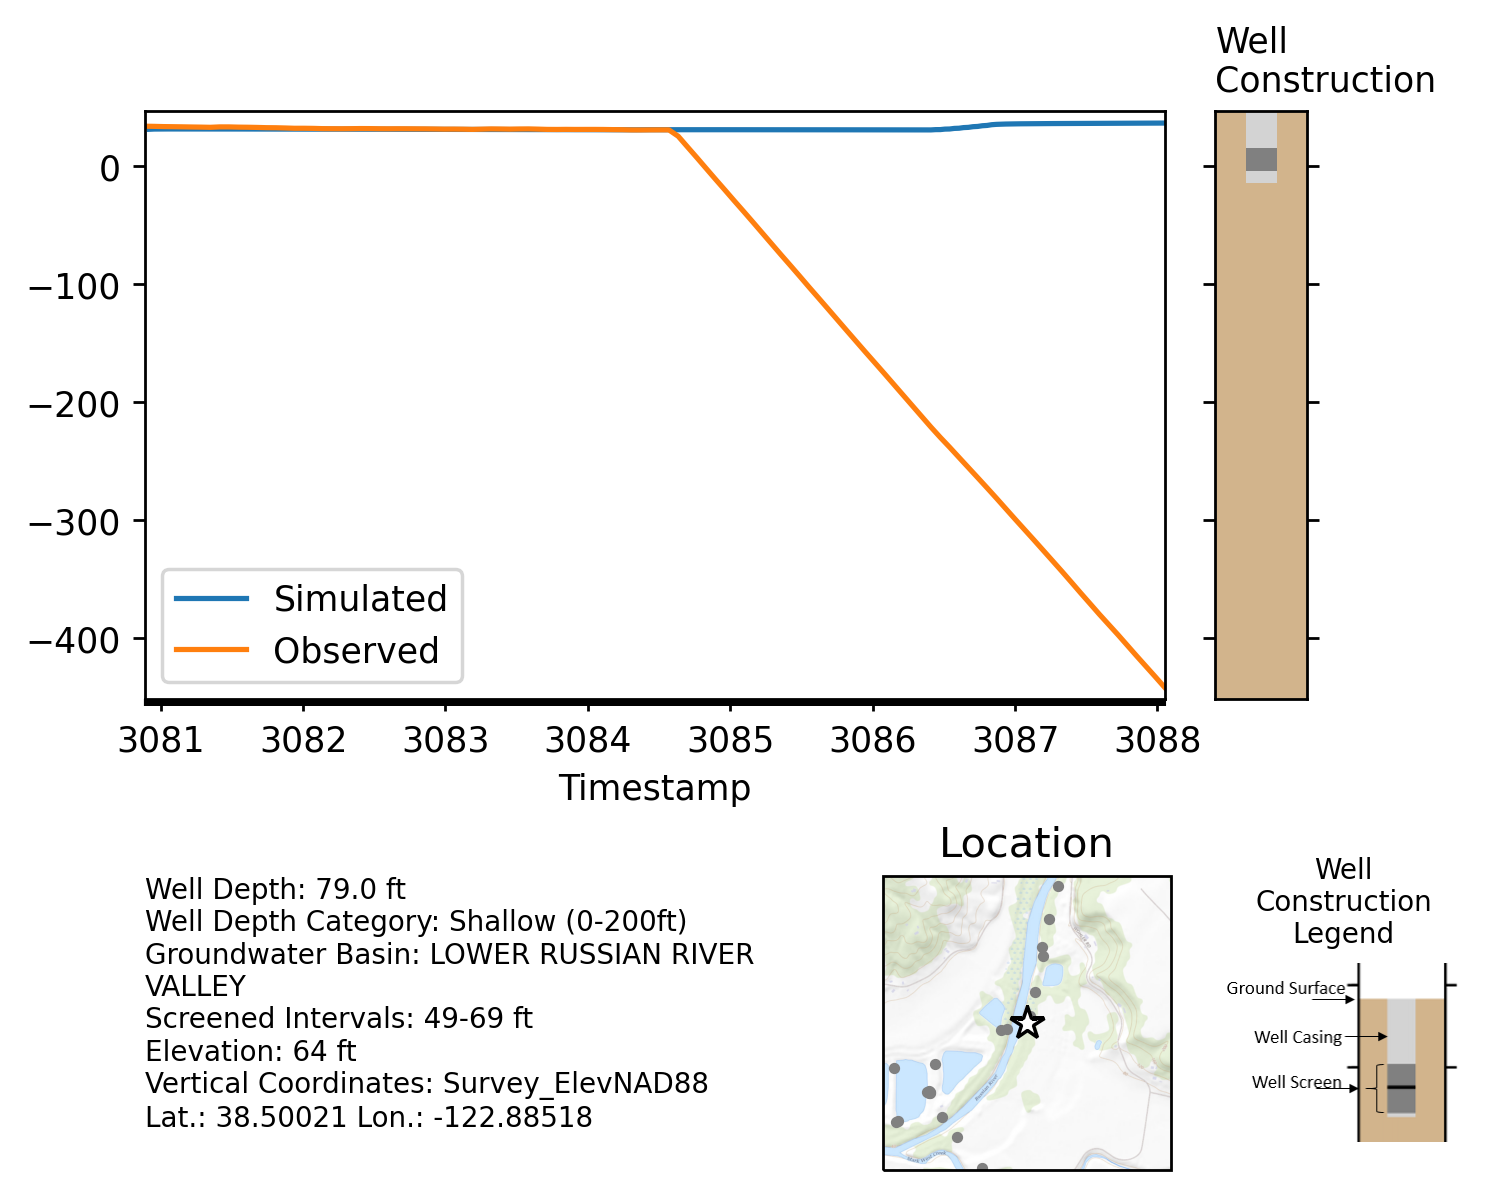 Well
Construction
0
−100
−200
−300
−400
Simulated
Observed
3081 3082 3083 3084 3085 3086 3087 3088
Timestamp
Well Depth: 79.0 ft
Well Depth Category: Shallow (0-200ft)
Groundwater Basin: LOWER RUSSIAN RIVER
VALLEY
Screened Intervals: 49-69 ft
Elevation: 64 ft
Vertical Coordinates: Survey_ElevNAD88
Lat.: 38.50021 Lon.: -122.88518
Location
Well
Construction
Legend
Ground Surface
Well Casing
Well Screen